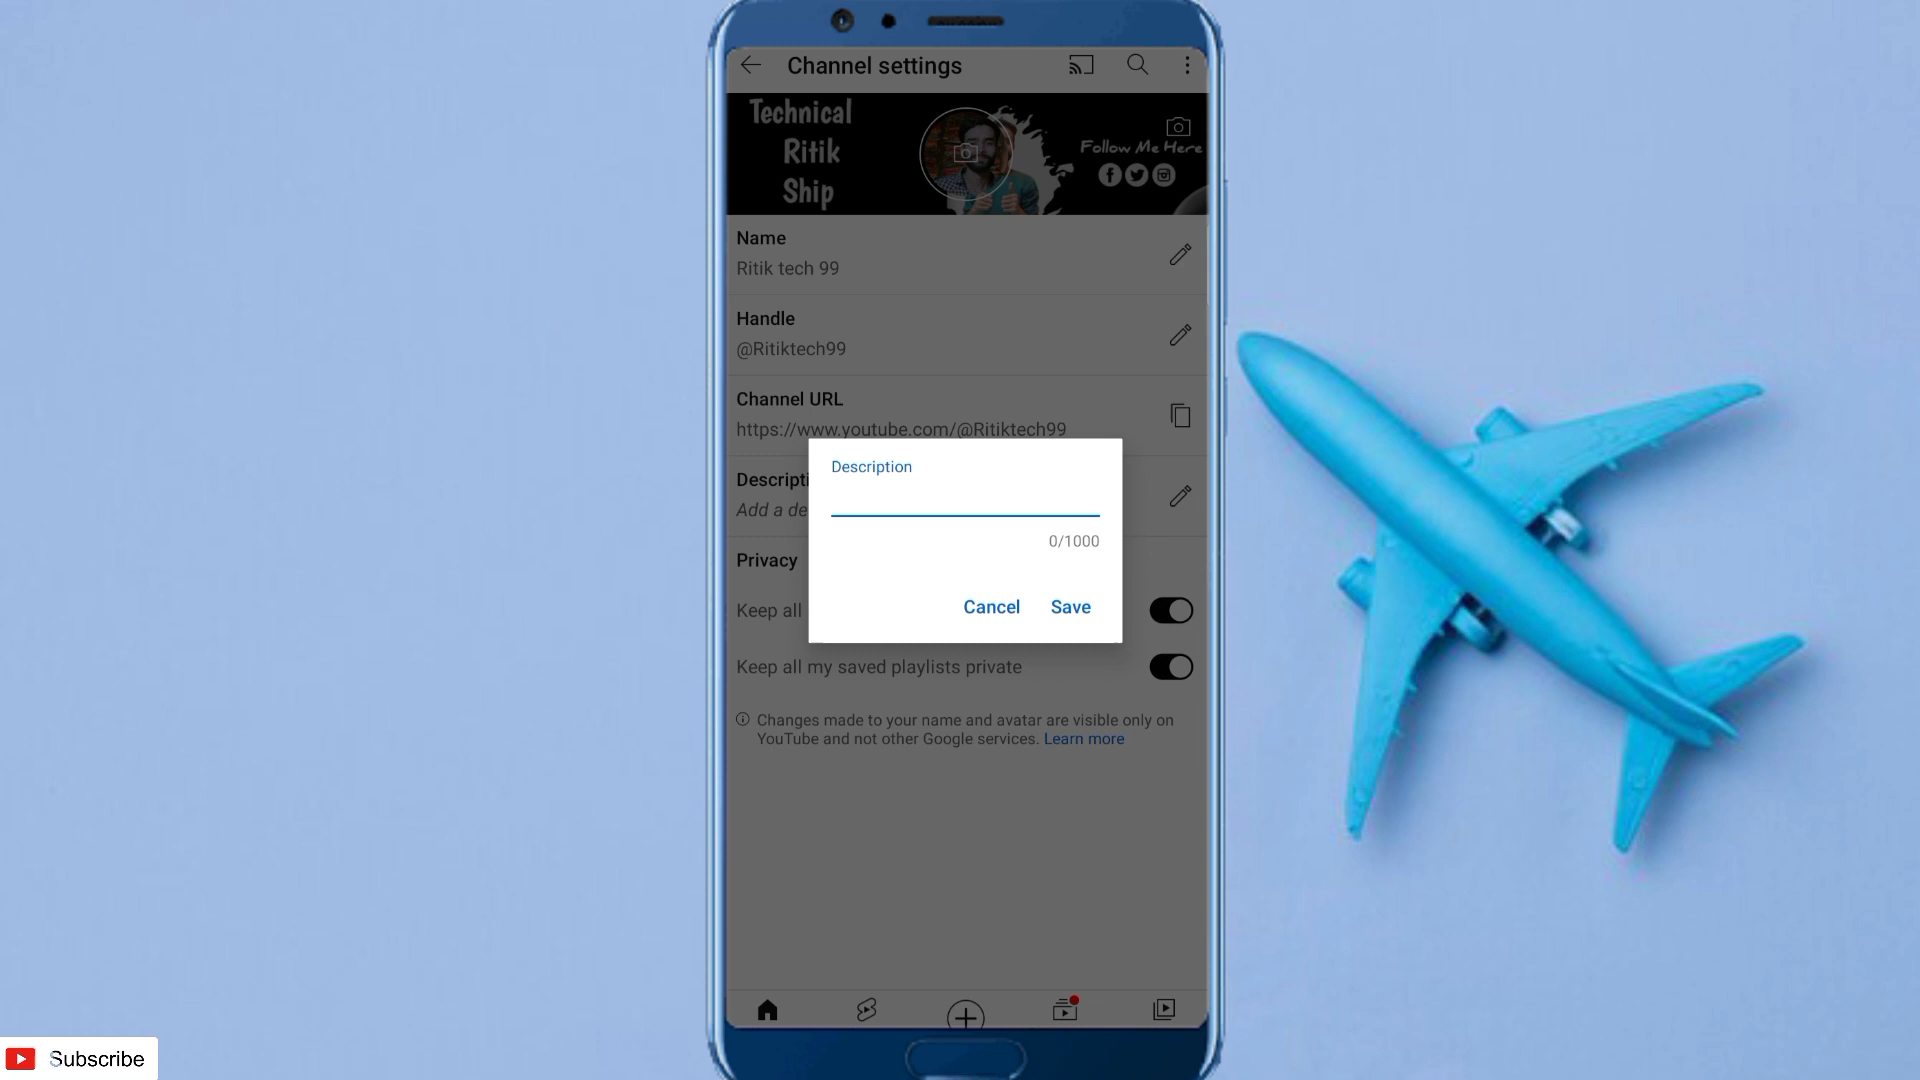 Channel settings
Technical
Ritik
Ship
Follow Me Here
Name
Ritik tech 99
Handle
@Ritiktech99
Channel URL
https://www.youtube.com/@Ritiktech99
Descripti
Add a de
Description
0/1000
Cancel Save
Privacy
Keep all
Keep all my saved playlists private
Changes made to your name and avatar are visible only on
YouTube and not other Google services. Learn more
Subscribe